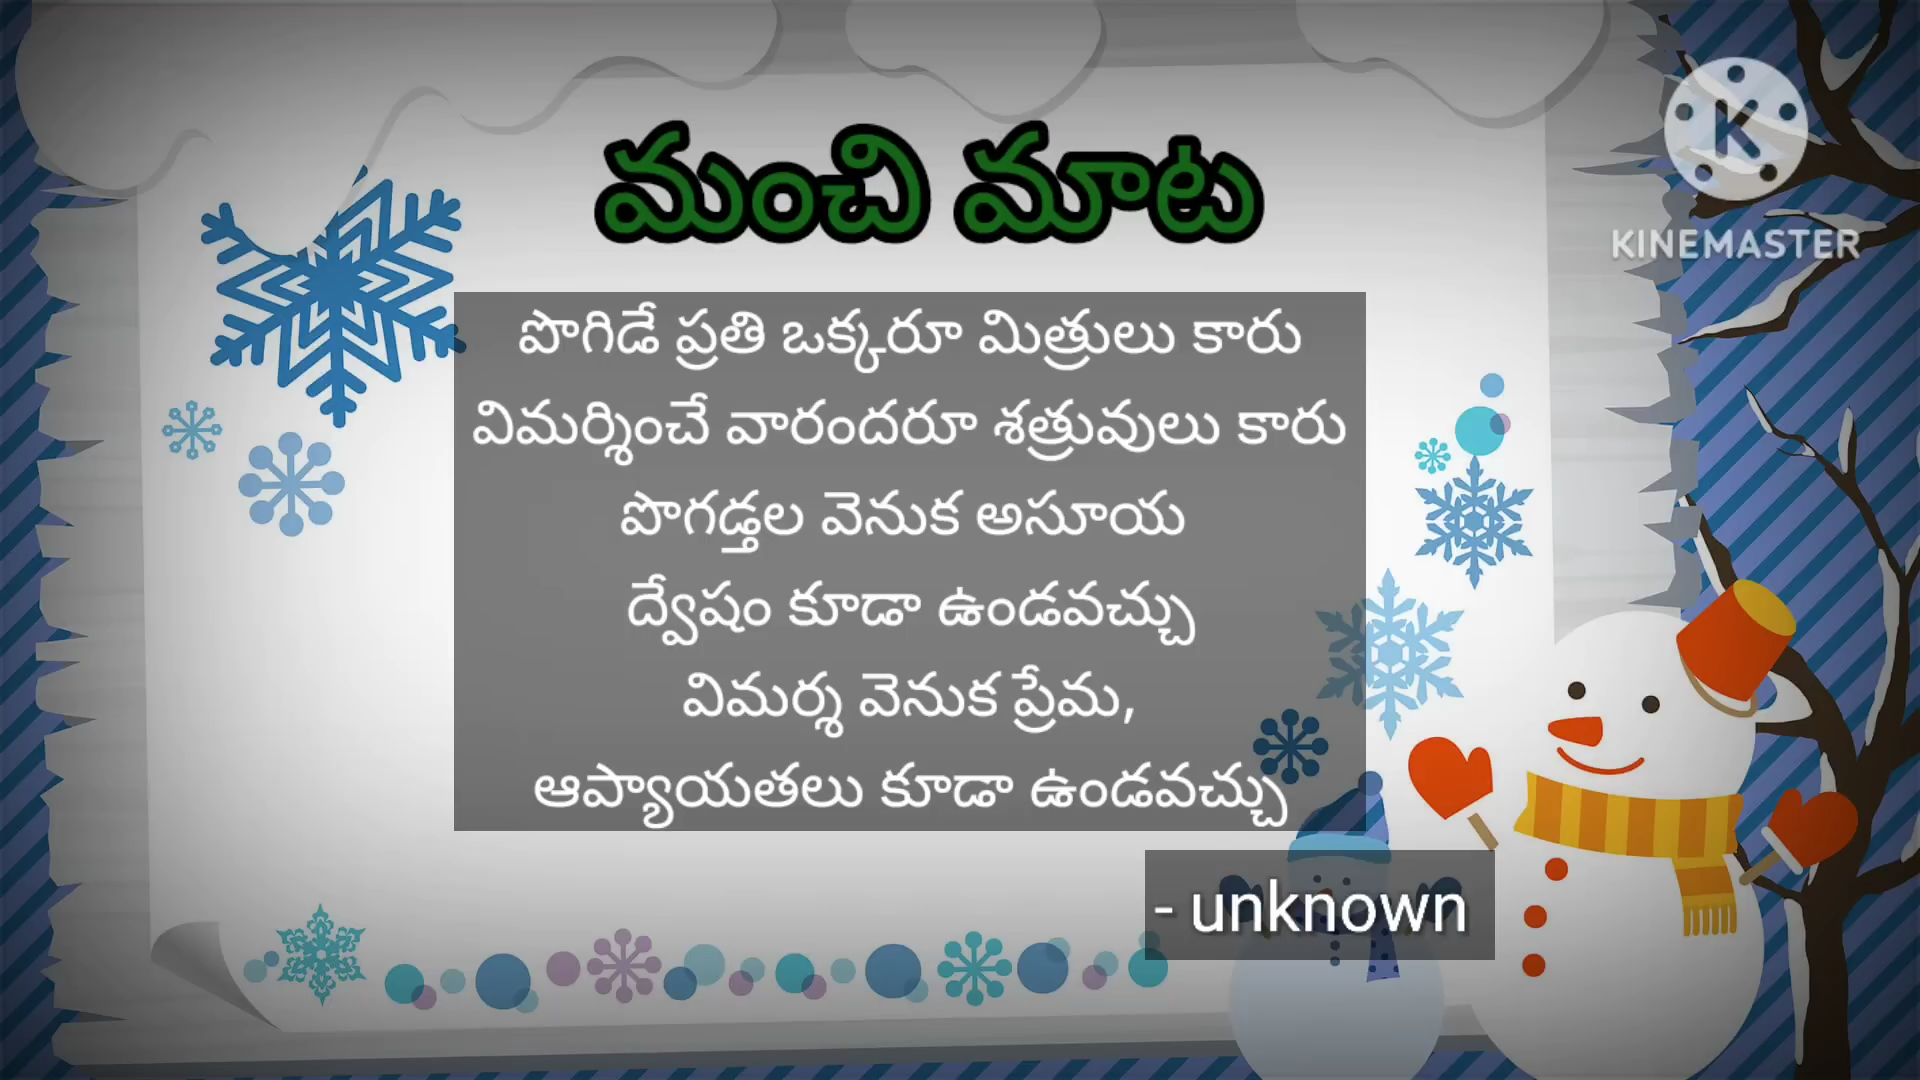 మంచి మాట
KINEMASTER
పొగిడే ప్రతి ఒక్కరూ మిత్రులు కారు
విమర్శించే వారందరూ శత్రువులు కారు
పొగడ్తల వెనుక అసూయ
ద్వేషం కూడా ఉండవచ్చు
విమర్శ వెనుక ప్రేమ,
ఆప్యాయతలు కూడా ఉండవచ్చు
- unknown